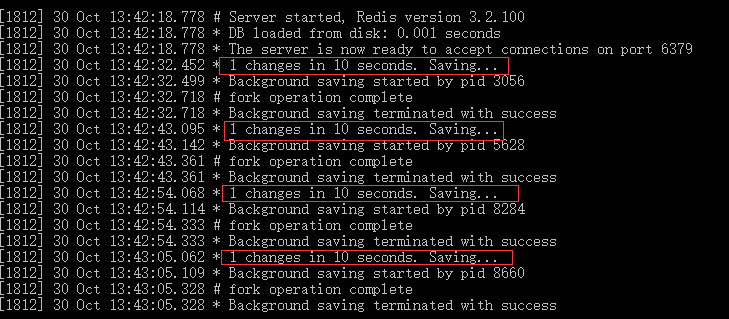 [1812] 30 Oct 13:42:18.778 # Server started, Redis version 3.2.100
[1812] 30 Oct 13:42:18.778 * DB loaded from disk: 0.001 seconds
[1812] 30 Oct 13:42:18.778 * The server is now ready to accept connections on port 6379
[1812] 30 Oct 13:42:32.452 * 1 changes in 10 seconds. Saving...
[1812] 30 Oct 13:42:32.499 * Background saving started by pid 3056
[1812] 30 Oct 13:42:32.718 # fork operation complete
[1812] 30 Oct 13:42:32.718 * Background saving terminated with success
[1812] 30 Oct 13:42:43.095 * 1 changes in 10 seconds. Saving...
[1812] 30 Oct 13:42:43.142 * Background saving started by pid 5628
[1812] 30 Oct 13:42:43.361 # fork operation complete
[1812] 30 Oct 13:42:43.361 * Background saving terminated with success
[1812] 30 Oct 13:42:54.068 * 1 changes in 10 seconds. Saving...
[1812] 30 Oct 13:42:54.114 * Background saving started by pid 8284
[1812] 30 Oct 13:42:54.333 # fork operation complete
[1812] 30 Oct 13:42:54.333 * Background saving terminated with success
[1812] 30 Oct 13:43:05.062 * 1 changes in 10 seconds. Saving...
[1812] 30 Oct 13:43:05.109 * Background saving started by pid 8660
[1812] 30 Oct 13:43:05.328 # fork operation complete
[1812] 30 Oct 13:43:05.328 * Background saving terminated with success